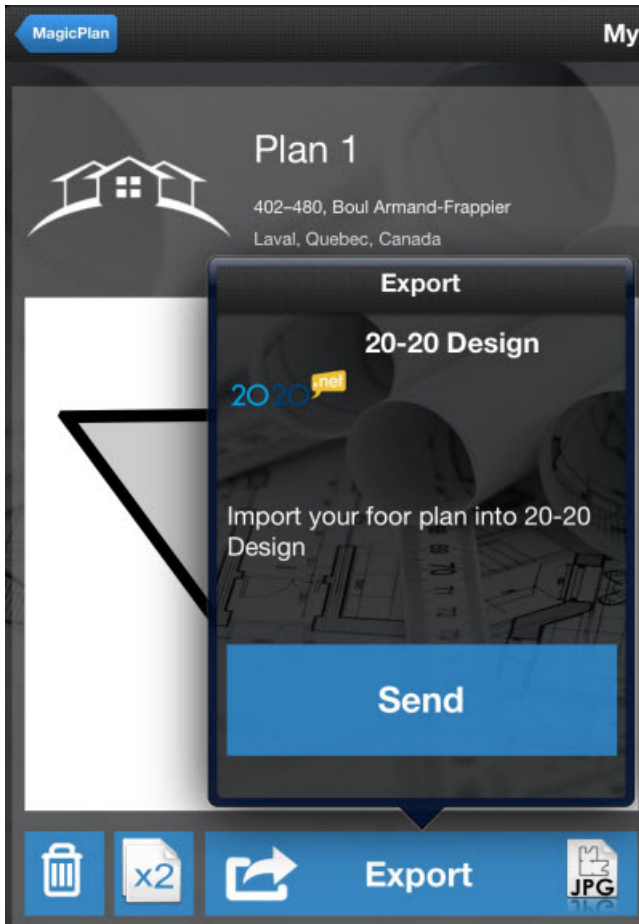 MagicPlan
My
Plan 1
402–480, Boul Armand-Frappier
Laval, Quebec, Canada
Export
20-20 Design
2020.net
Import your foor plan into 20-20
Design
Send
x2
Export
JPG